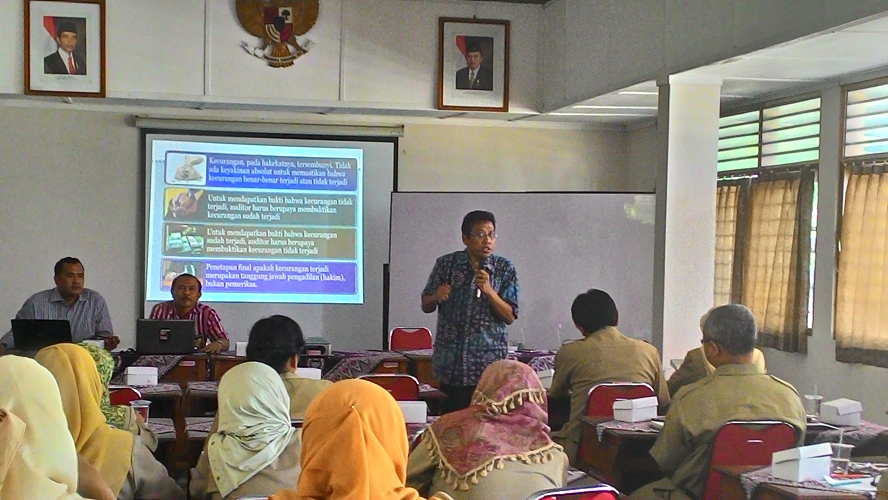 Kecurangan, pada hakekatnya, tersembunyi. Tidak
ada keyakinan absolut untuk memastikan bahwa
kecurangan benar-benar terjadi atau tidak terjadi
Untuk mendapatkan bukti bahwa kecurangan tidak
terjadi, auditor harus berupaya membuktikan
kecurangan sudah terjadi
Untuk mendapatkan bukti bahwa kecurangan
sudah terjadi, auditor harus berupaya
membuktikan kecurangan tidak terjadi
Penetapan final apakah kecurangan terjadi
merupakan tanggung jawab pengadilan (hakim),
bukan pemeriksa.